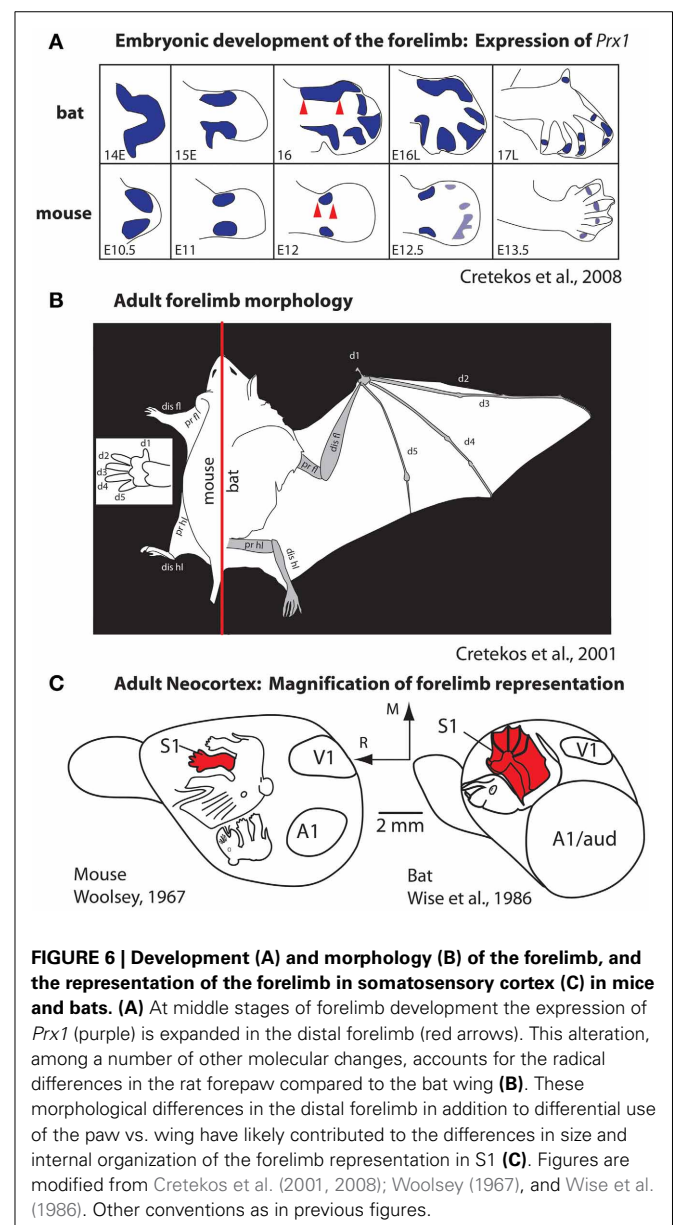 A Embryonic development of the forelimb: Expression of Prx1
bat
14E
15E
16
E16L
17L
mouse
E10.5
E11
E12
E12.5
E13.5
Cretekos et al., 2008
B Adult forelimb morphology
d1
d2
d3
dis fl
pr fl
dis fl
d5
d4
d1
d2
d3
d4
d5
pr fl
mouse
bat
pr hl
pr hl
dis hl
dis hl
Cretekos et al., 2001
C Adult Neocortex: Magnification of forelimb representation
M
R
S1
V1
A1
2 mm
S1
V1
A1/aud
Mouse
Woolsey, 1967
Bat
Wise et al., 1986
FIGURE 6 | Development (A) and morphology (B) of the forelimb, and
the representation of the forelimb in somatosensory cortex (C) in mice
and bats. (A) At middle stages of forelimb development the expression of
Prx1 (purple) is expanded in the distal forelimb (red arrows). This alteration,
among a number of other molecular changes, accounts for the radical
differences in the rat forepaw compared to the bat wing (B). These
morphological differences in the distal forelimb in addition to differential use
of the paw vs. wing have likely contributed to the differences in size and
internal organization of the forelimb representation in S1 (C). Figures are
modified from Cretekos et al. (2001, 2008); Woolsey (1967), and Wise et al.
(1986). Other conventions as in previous figures.